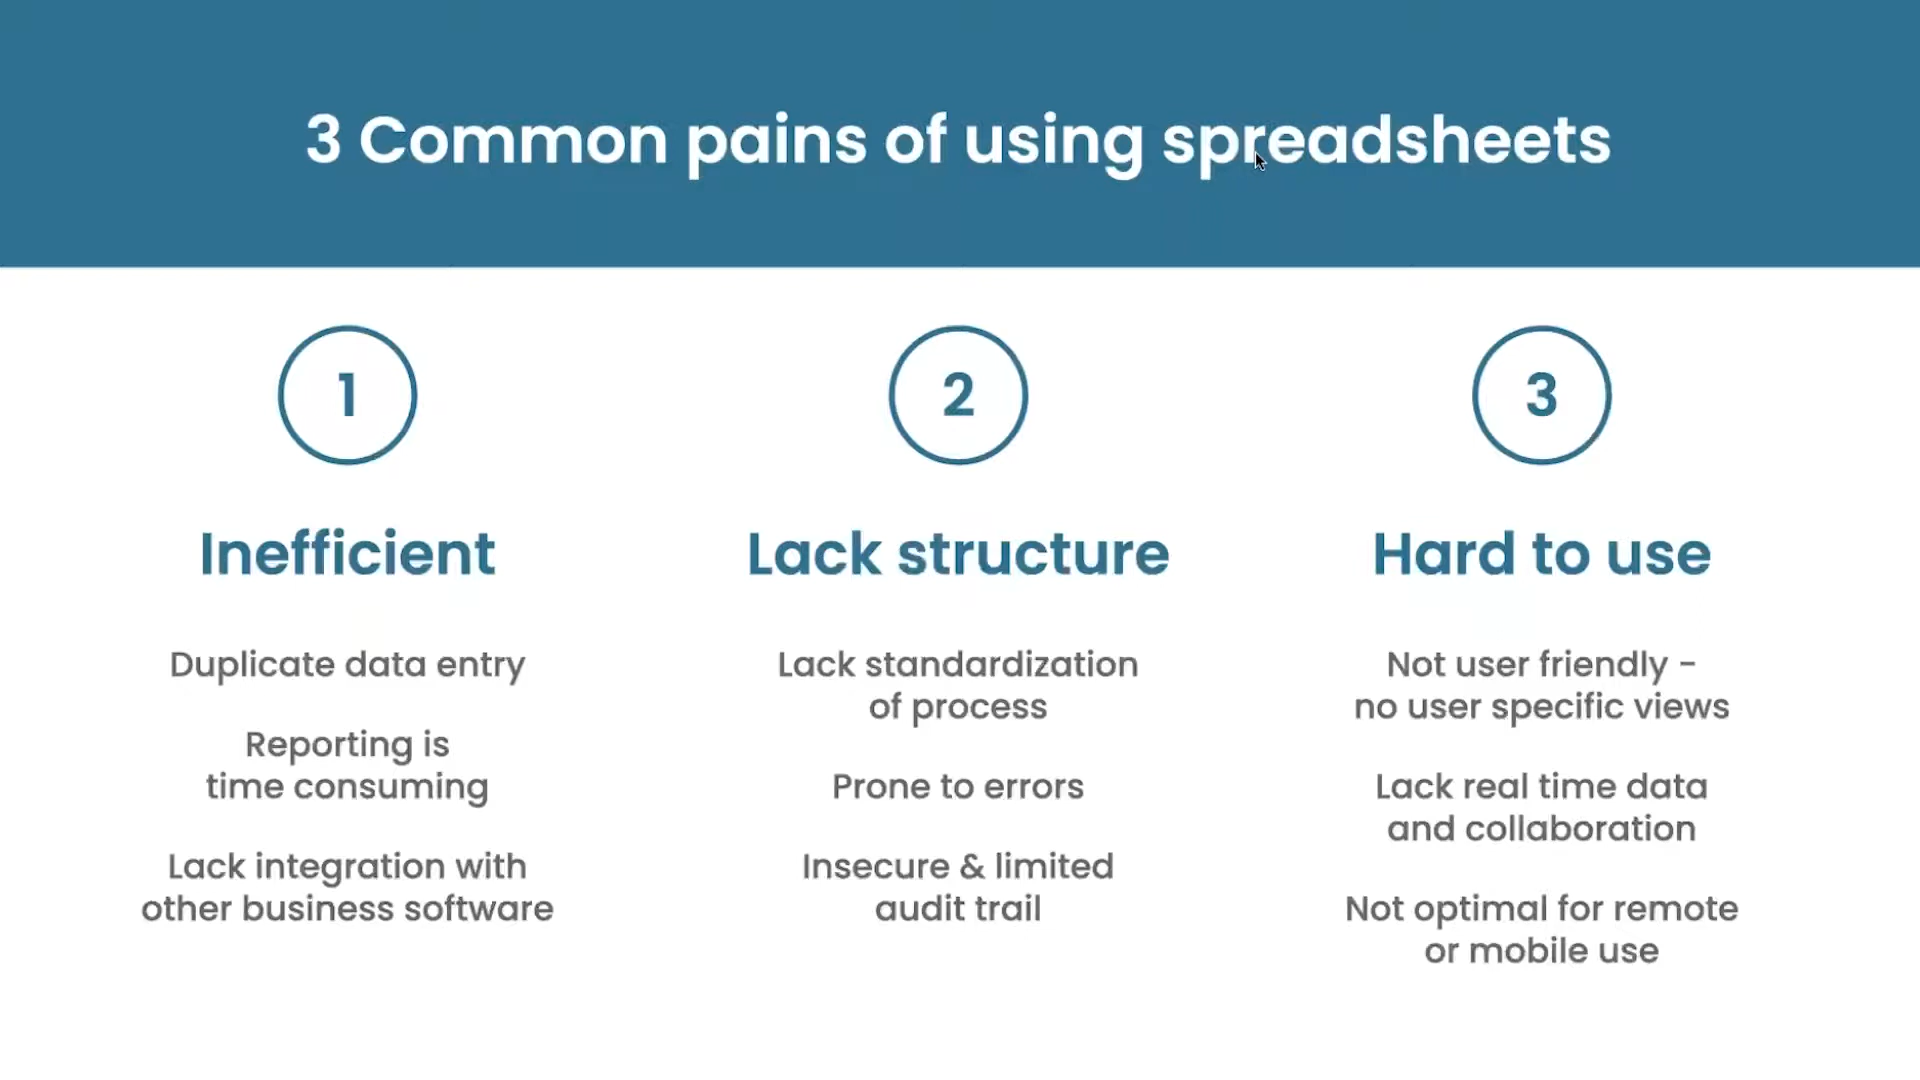 3 Common pains of using spreadsheets
1
Inefficient
Duplicate data entry
Reporting is
time consuming
Lack integration with
other business software
2
Lack structure
Lack standardization
of process
Prone to errors
Insecure & limited
audit trail
3
Hard to use
Not user friendly -
no user specific views
Lack real time data
and collaboration
Not optimal for remote
or mobile use